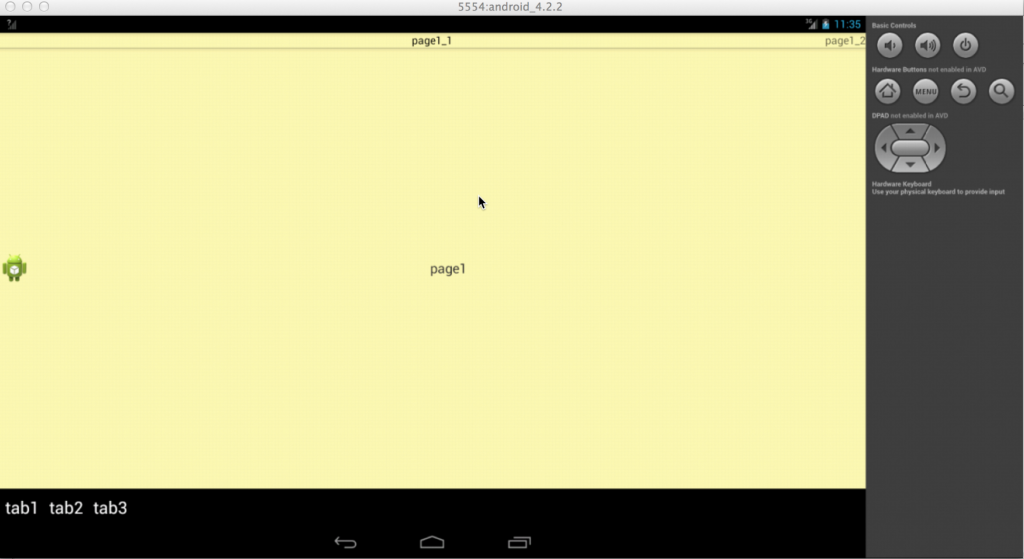 5554:android_4.2.2
3G 11:35
page1_1 page1_2
page1
tab1 tab2 tab3
Basic Controls
Hardware Buttons not enabled in AVD
MENU
DPAD not enabled in AVD
Hardware Keyboard
Use your physical keyboard to provide input